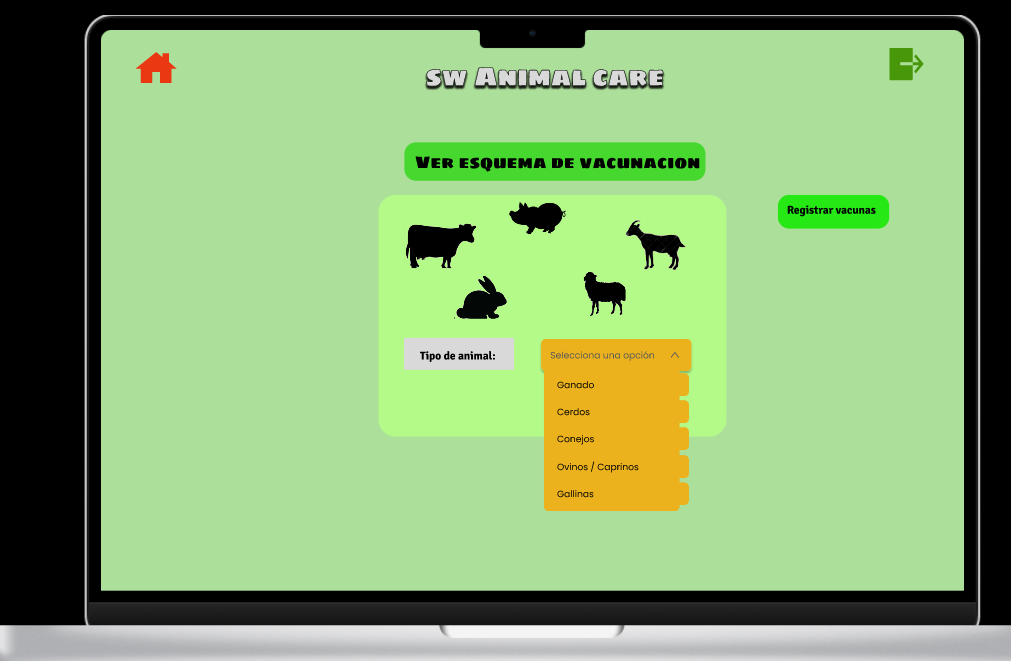 SW ANIMAL CARE
VER ESQUEMA DE VACUNACION
Registrar vacunas
Tipo de animal:
Selecciona una opción
Ganado
Cerdos
Conejos
Ovinos / Caprinos
Gallinas